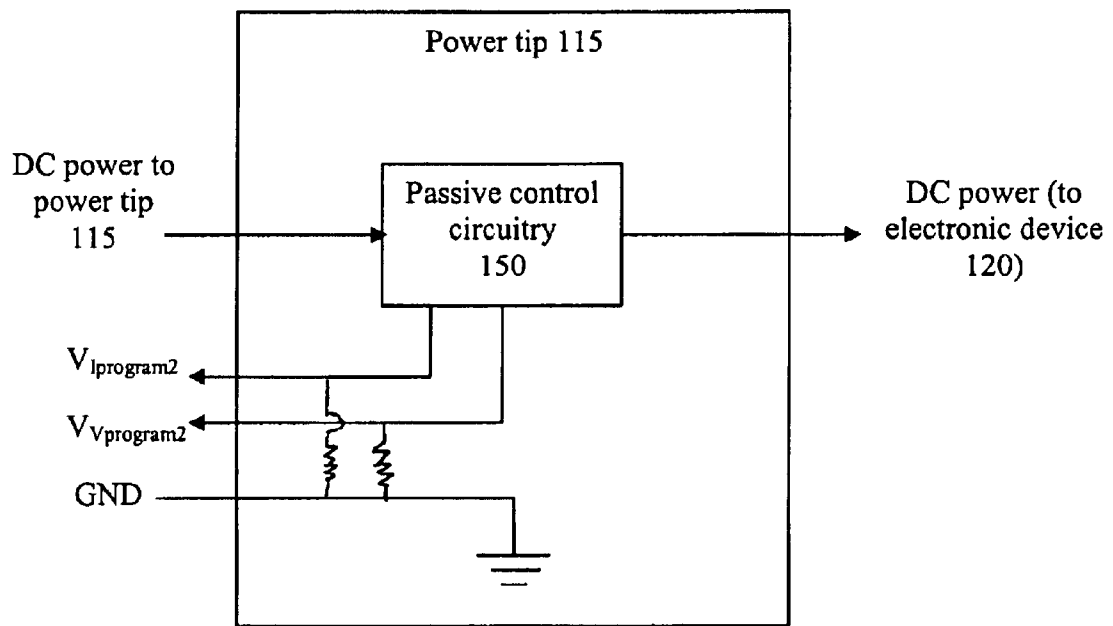 Power tip 115
DC power to
power tip
115
Passive control
circuitry
150
DC power (to
electronic device
120)
VIprogram2
VVprogram2
GND